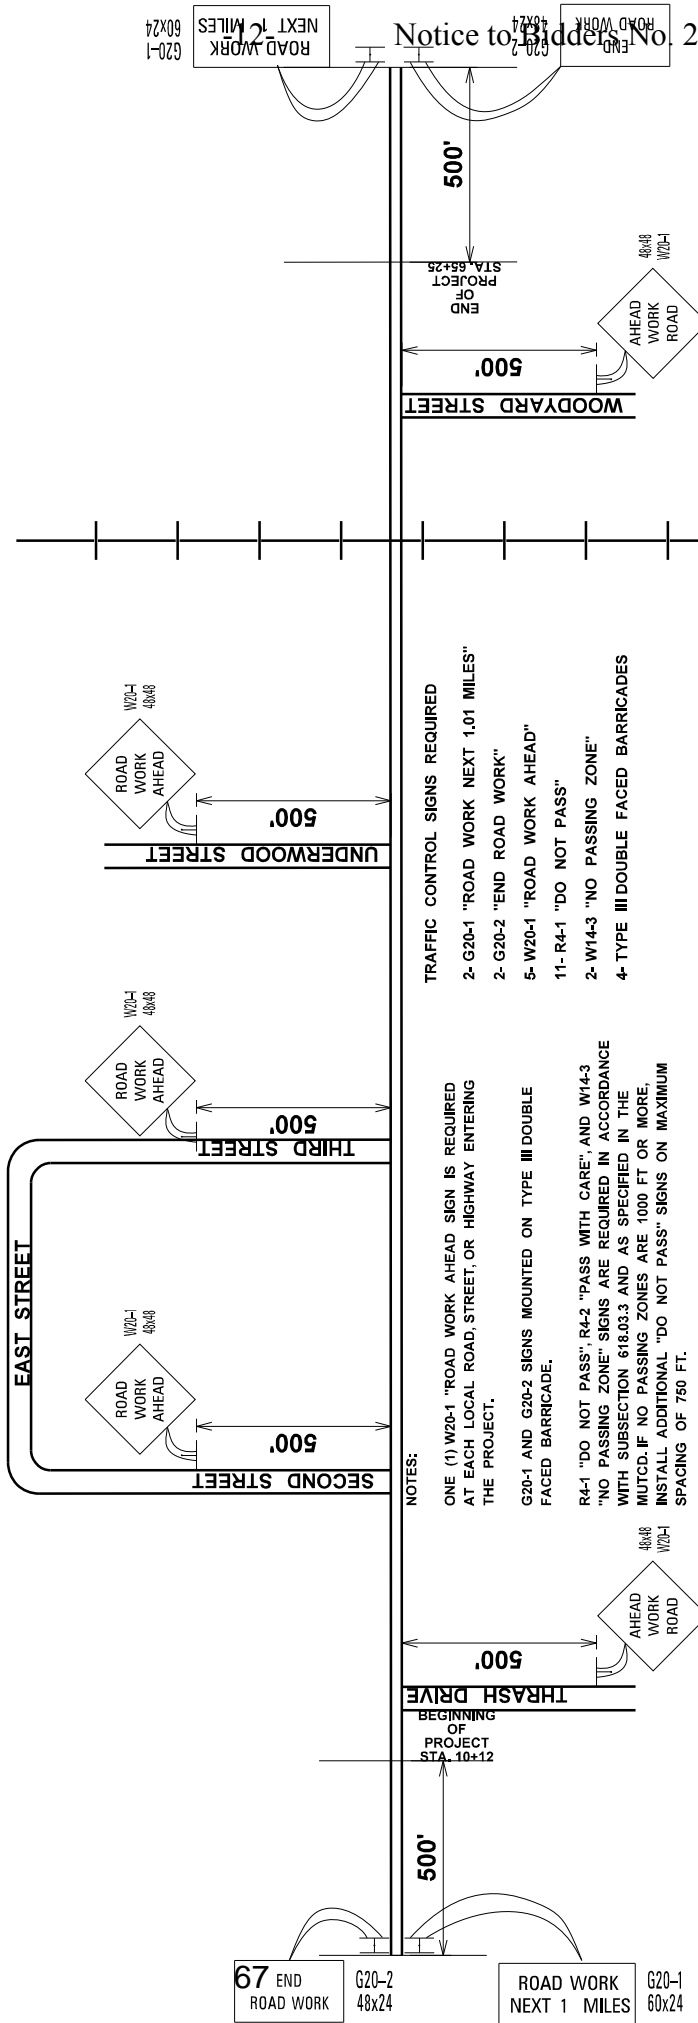 -12-
Notice to Bidders No. 2
G20-1
60x24
ROAD WORK
NEXT 1 MILES
G20-2
48x24
END
ROAD WORK
500'
END
OF
PROJECT
STA. 65+25
48x48
W20-1
ROAD
WORK
AHEAD
500'
WOODYARD STREET
W20-1
48x48
ROAD
WORK
AHEAD
500'
UNDERWOOD STREET
TRAFFIC CONTROL SIGNS REQUIRED
2- G20-1 "ROAD WORK NEXT 1.01 MILES"
2- G20-2 "END ROAD WORK"
5- W20-1 "ROAD WORK AHEAD"
11- R4-1 "DO NOT PASS"
2- W14-3 "NO PASSING ZONE"
4- TYPE III DOUBLE FACED BARRICADES
W20-1
48x48
ROAD
WORK
AHEAD
500'
THIRD STREET
EAST STREET
W20-1
48x48
ROAD
WORK
AHEAD
500'
SECOND STREET
NOTES:
ONE (1) W20-1 "ROAD WORK AHEAD SIGN IS REQUIRED
AT EACH LOCAL ROAD, STREET, OR HIGHWAY ENTERING
THE PROJECT.
G20-1 AND G20-2 SIGNS MOUNTED ON TYPE III DOUBLE
FACED BARRICADE.
R4-1 "DO NOT PASS", R4-2 "PASS WITH CARE", AND W14-3
"NO PASSING ZONE" SIGNS ARE REQUIRED IN ACCORDANCE
WITH SUBSECTION 618.03.3 AND AS SPECIFIED IN THE
MUTCD. IF NO PASSING ZONES ARE 1000 FT OR MORE,
INSTALL ADDITIONAL "DO NOT PASS" SIGNS ON MAXIMUM
SPACING OF 750 FT.
48x48
W20-1
ROAD
WORK
AHEAD
500'
THRASH DRIVE
BEGINNING
OF
PROJECT
STA. 10+12
500'
67
END
ROAD WORK
G20-2
48x24
ROAD WORK
NEXT 1 MILES
G20-1
60x24